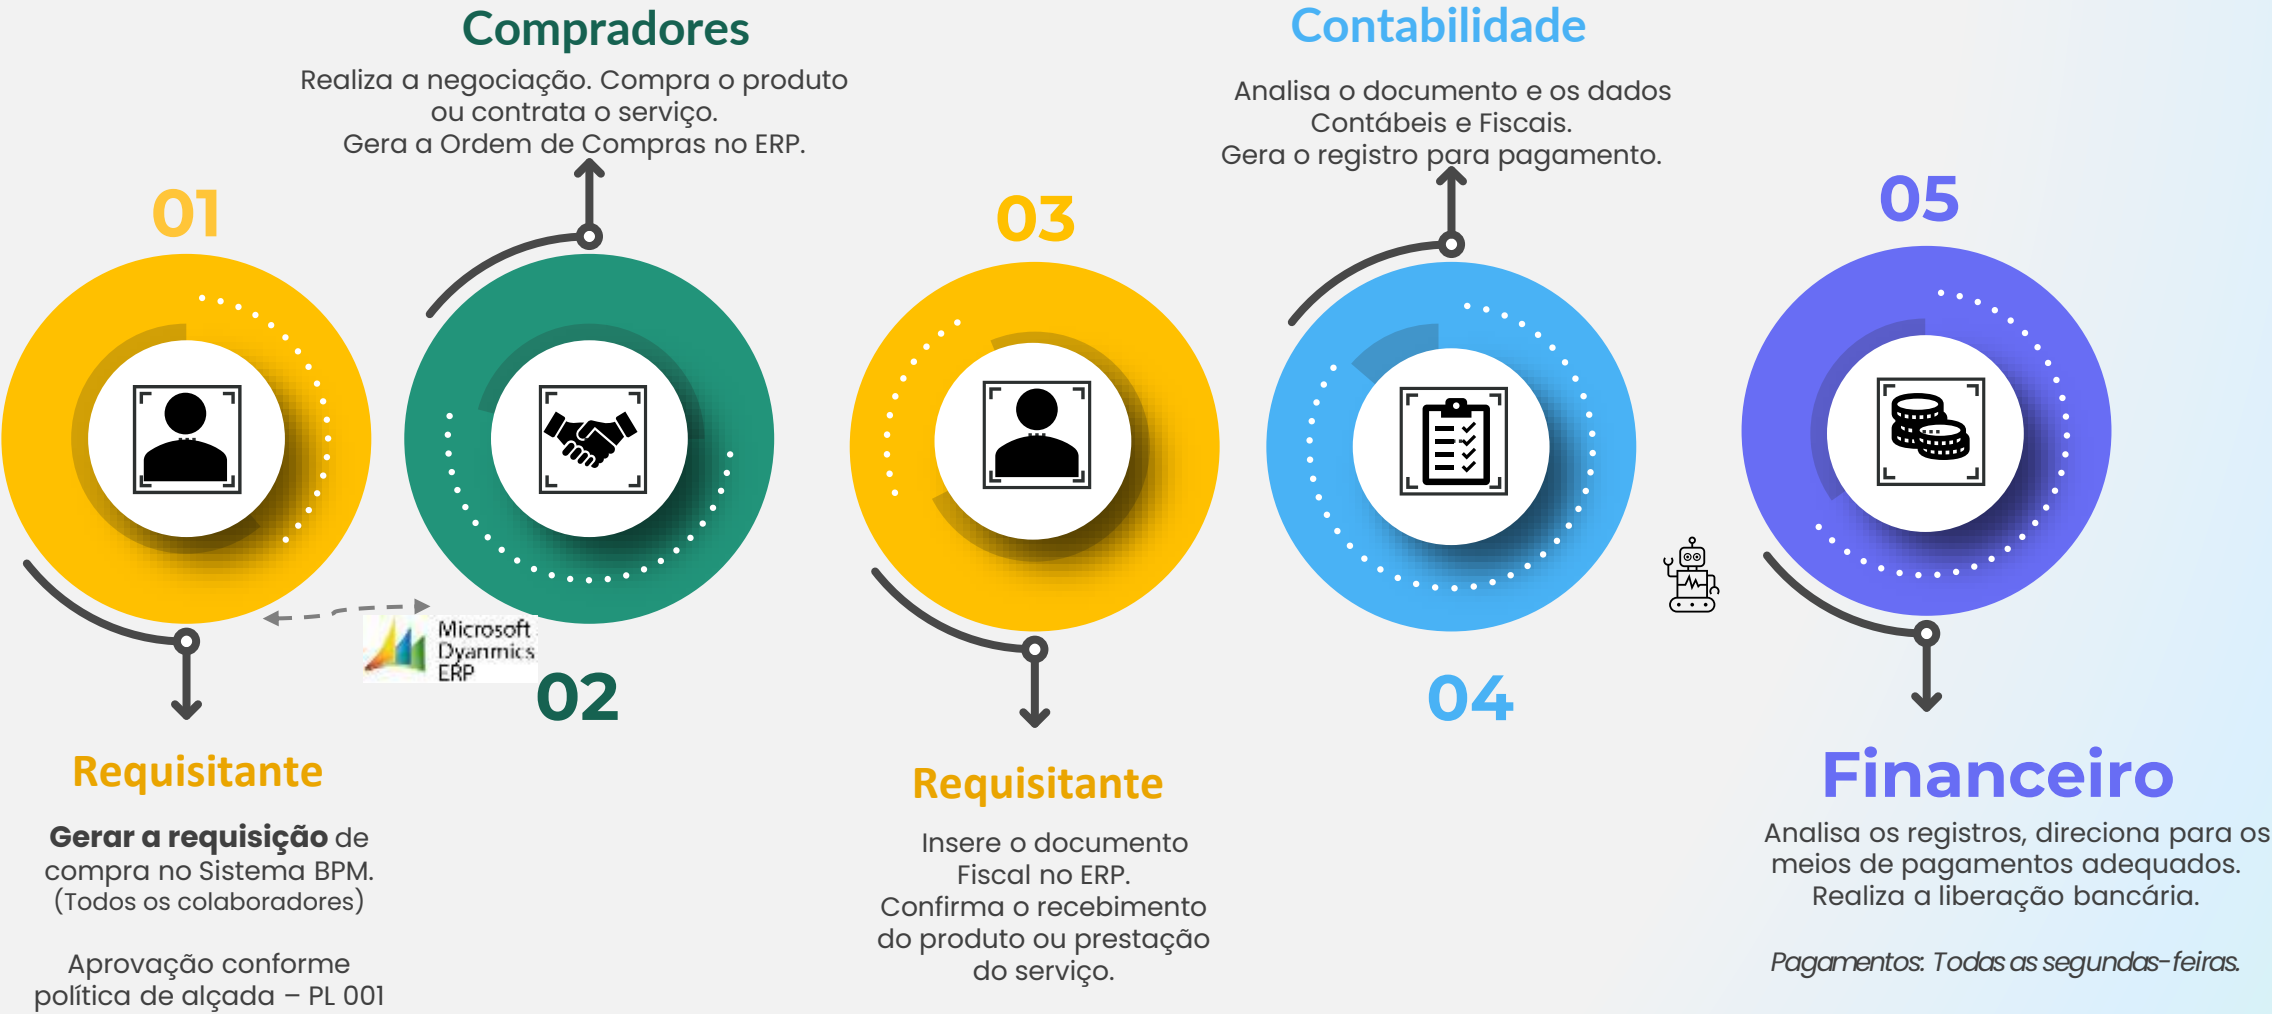 01
Requisitante
Gerar a requisição de
compra no Sistema BPM.
(Todos os colaboradores)
Aprovação conforme
política de alçada – PL 001
Microsoft
Dyanmics
ERP
Compradores
Realiza a negociação. Compra o produto
ou contrata o serviço.
Gera a Ordem de Compras no ERP.
02
03
Requisitante
Insere o documento
Fiscal no ERP.
Confirma o recebimento
do produto ou prestação
do serviço.
Contabilidade
Analisa o documento e os dados
Contábeis e Fiscais.
Gera o registro para pagamento.
04
05
Financeiro
Analisa os registros, direciona para os
meios de pagamentos adequados.
Realiza a liberação bancária.
Pagamentos: Todas as segundas-feiras.